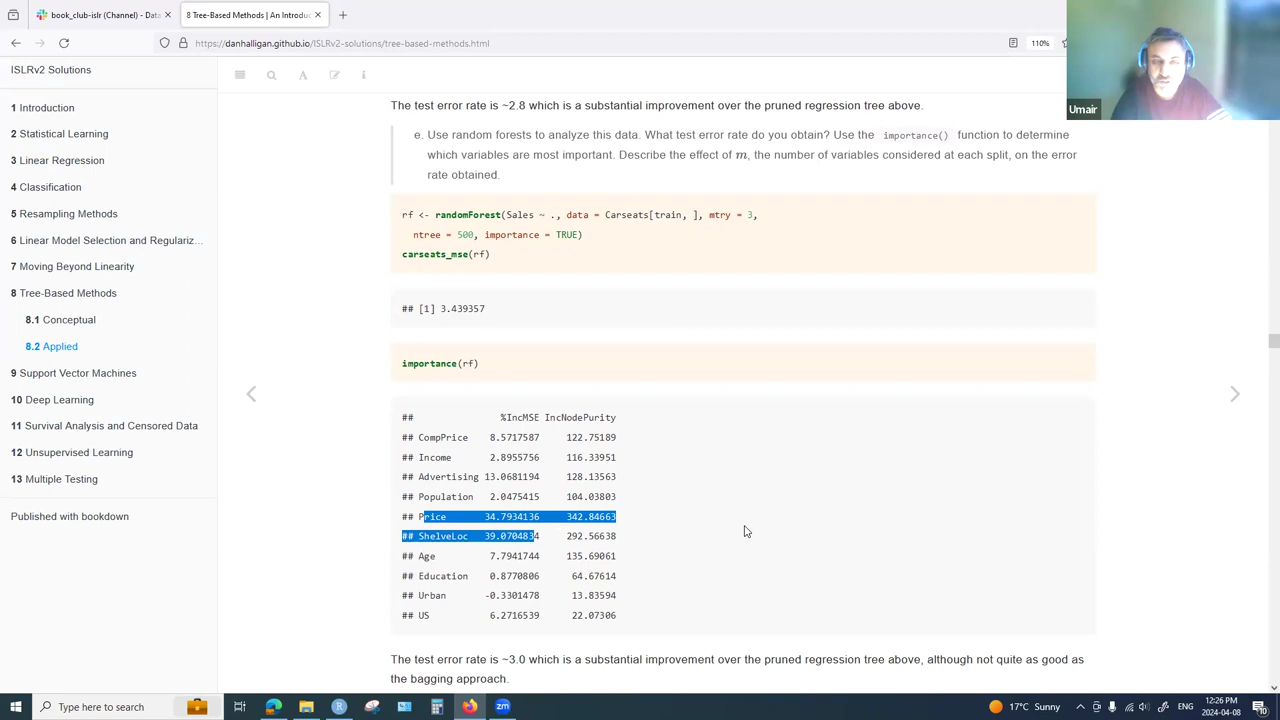 book_club-islr (Channel) - Dat
8 Tree-Based Methods | An Introduc
https://danhalligan.github.io/ISLRv2-solutions/tree-based-methods.html
110%
Umair
ISLRv2 Solutions
1 Introduction
2 Statistical Learning
3 Linear Regression
4 Classification
5 Resampling Methods
6 Linear Model Selection and Regulariz...
7 Moving Beyond Linearity
8 Tree-Based Methods
8.1 Conceptual
8.2 Applied
9 Support Vector Machines
10 Deep Learning
11 Survival Analysis and Censored Data
12 Unsupervised Learning
13 Multiple Testing
Published with bookdown
The test error rate is ~2.8 which is a substantial improvement over the pruned regression tree above.
e. Use random forests to analyze this data. What test error rate do you obtain? Use the importance() function to determine
which variables are most important. Describe the effect of m, the number of variables considered at each split, on the error
rate obtained.
rf <- randomForest(Sales ~ ., data = Carseats[train, ], mtry = 3,
ntree = 500, importance = TRUE)
carseats_mse(rf)
## [1] 3.439357
importance(rf)
## %IncMSE IncNodePurity
## CompPrice 8.5717587 122.75189
## Income 2.8955756 116.33951
## Advertising 13.0681194 128.13563
## Population 2.0475415 104.03803
## Price 34.7934136 342.84663
## ShelveLoc 39.0704834 292.56638
## Age 7.7941744 135.69061
## Education 0.8770806 64.67614
## Urban -0.3301478 13.83594
## US 6.2716539 22.07306
The test error rate is ~3.0 which is a substantial improvement over the pruned regression tree above, although not quite as good as
the bagging approach.
Type here to search
17°C Sunny
ENG
12:26 PM
2024-04-08
10